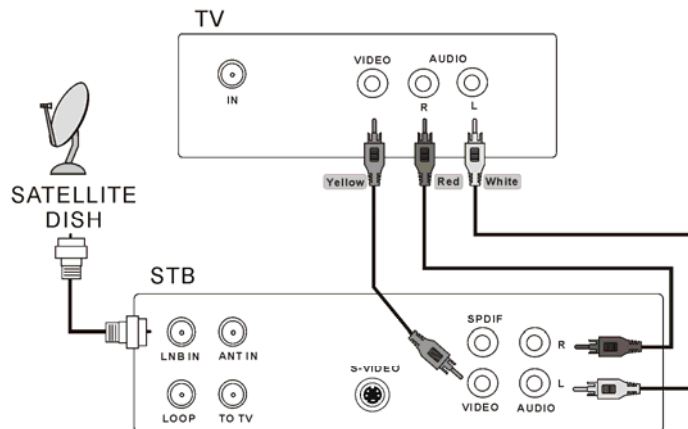 TV
VIDEO AUDIO
IN
R L
Yellow Red White
SATELLITE
DISH
STB
SPDIF
R
LNB IN ANT IN
S-VIDEO
L
VIDEO AUDIO
LOOP TO TV